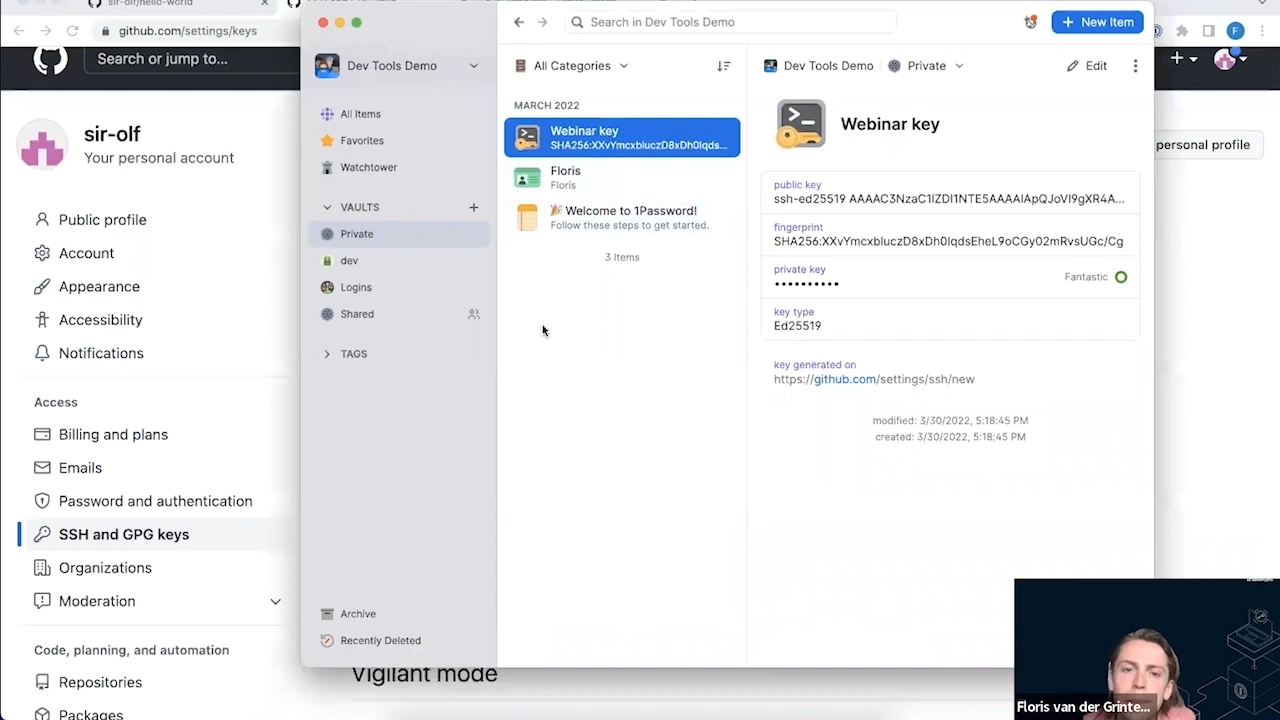 sir-olf/hello-world
github.com/settings/keys
Search or jump to...
sir-olf
Your personal account
Public profile
Account
Appearance
Accessibility
Notifications
Access
Billing and plans
Emails
Password and authentication
SSH and GPG keys
Organizations
Moderation
Code, planning, and automation
Repositories
Packages
Dev Tools Demo
All Items
Favorites
Watchtower
VAULTS
Private
dev
Logins
Shared
TAGS
Archive
Recently Deleted
Search in Dev Tools Demo
New Item
All Categories
MARCH 2022
Webinar key
SHA256:XXvYmcxbluczD8xDh0lqds...
Floris
Floris
🎉 Welcome to 1Password!
Follow these steps to get started.
3 Items
Dev Tools Demo
Private
Edit
Webinar key
public key
ssh-ed25519 AAAAC3NzaC1lZDI1NTE5AAAAIApQJoVl9gXR4A...
fingerprint
SHA256:XXvYmcxbluczD8xDh0lqdsEheL9oCGy02mRvsUGc/Cg
private key
••••••••••
Fantastic
key type
Ed25519
key generated on
https://github.com/settings/ssh/new
modified: 3/30/2022, 5:18:45 PM
created: 3/30/2022, 5:18:45 PM
personal profile
F
Vigilant mode
Floris van der Grinte...